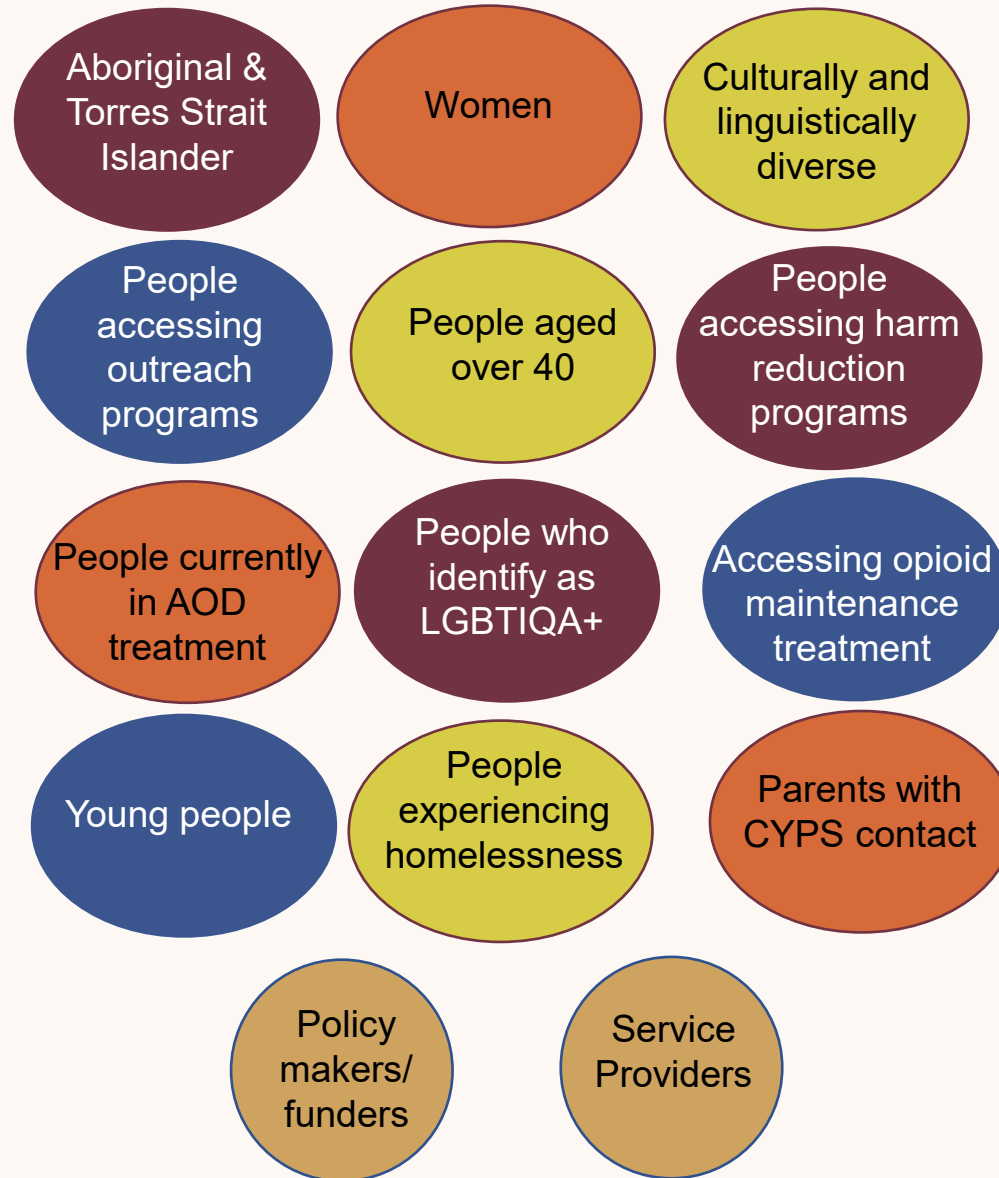 Aboriginal &
Torres Strait
Islander
Women
Culturally and
linguistically
diverse
People
accessing
outreach
programs
People aged
over 40
People
accessing harm
reduction
programs
People currently
in AOD
treatment
People who
identify as
LGBTIQA+
Accessing opioid
maintenance
treatment
Young people
People
experiencing
homelessness
Parents with
CYPS contact
Policy
makers/
funders
Service
Providers